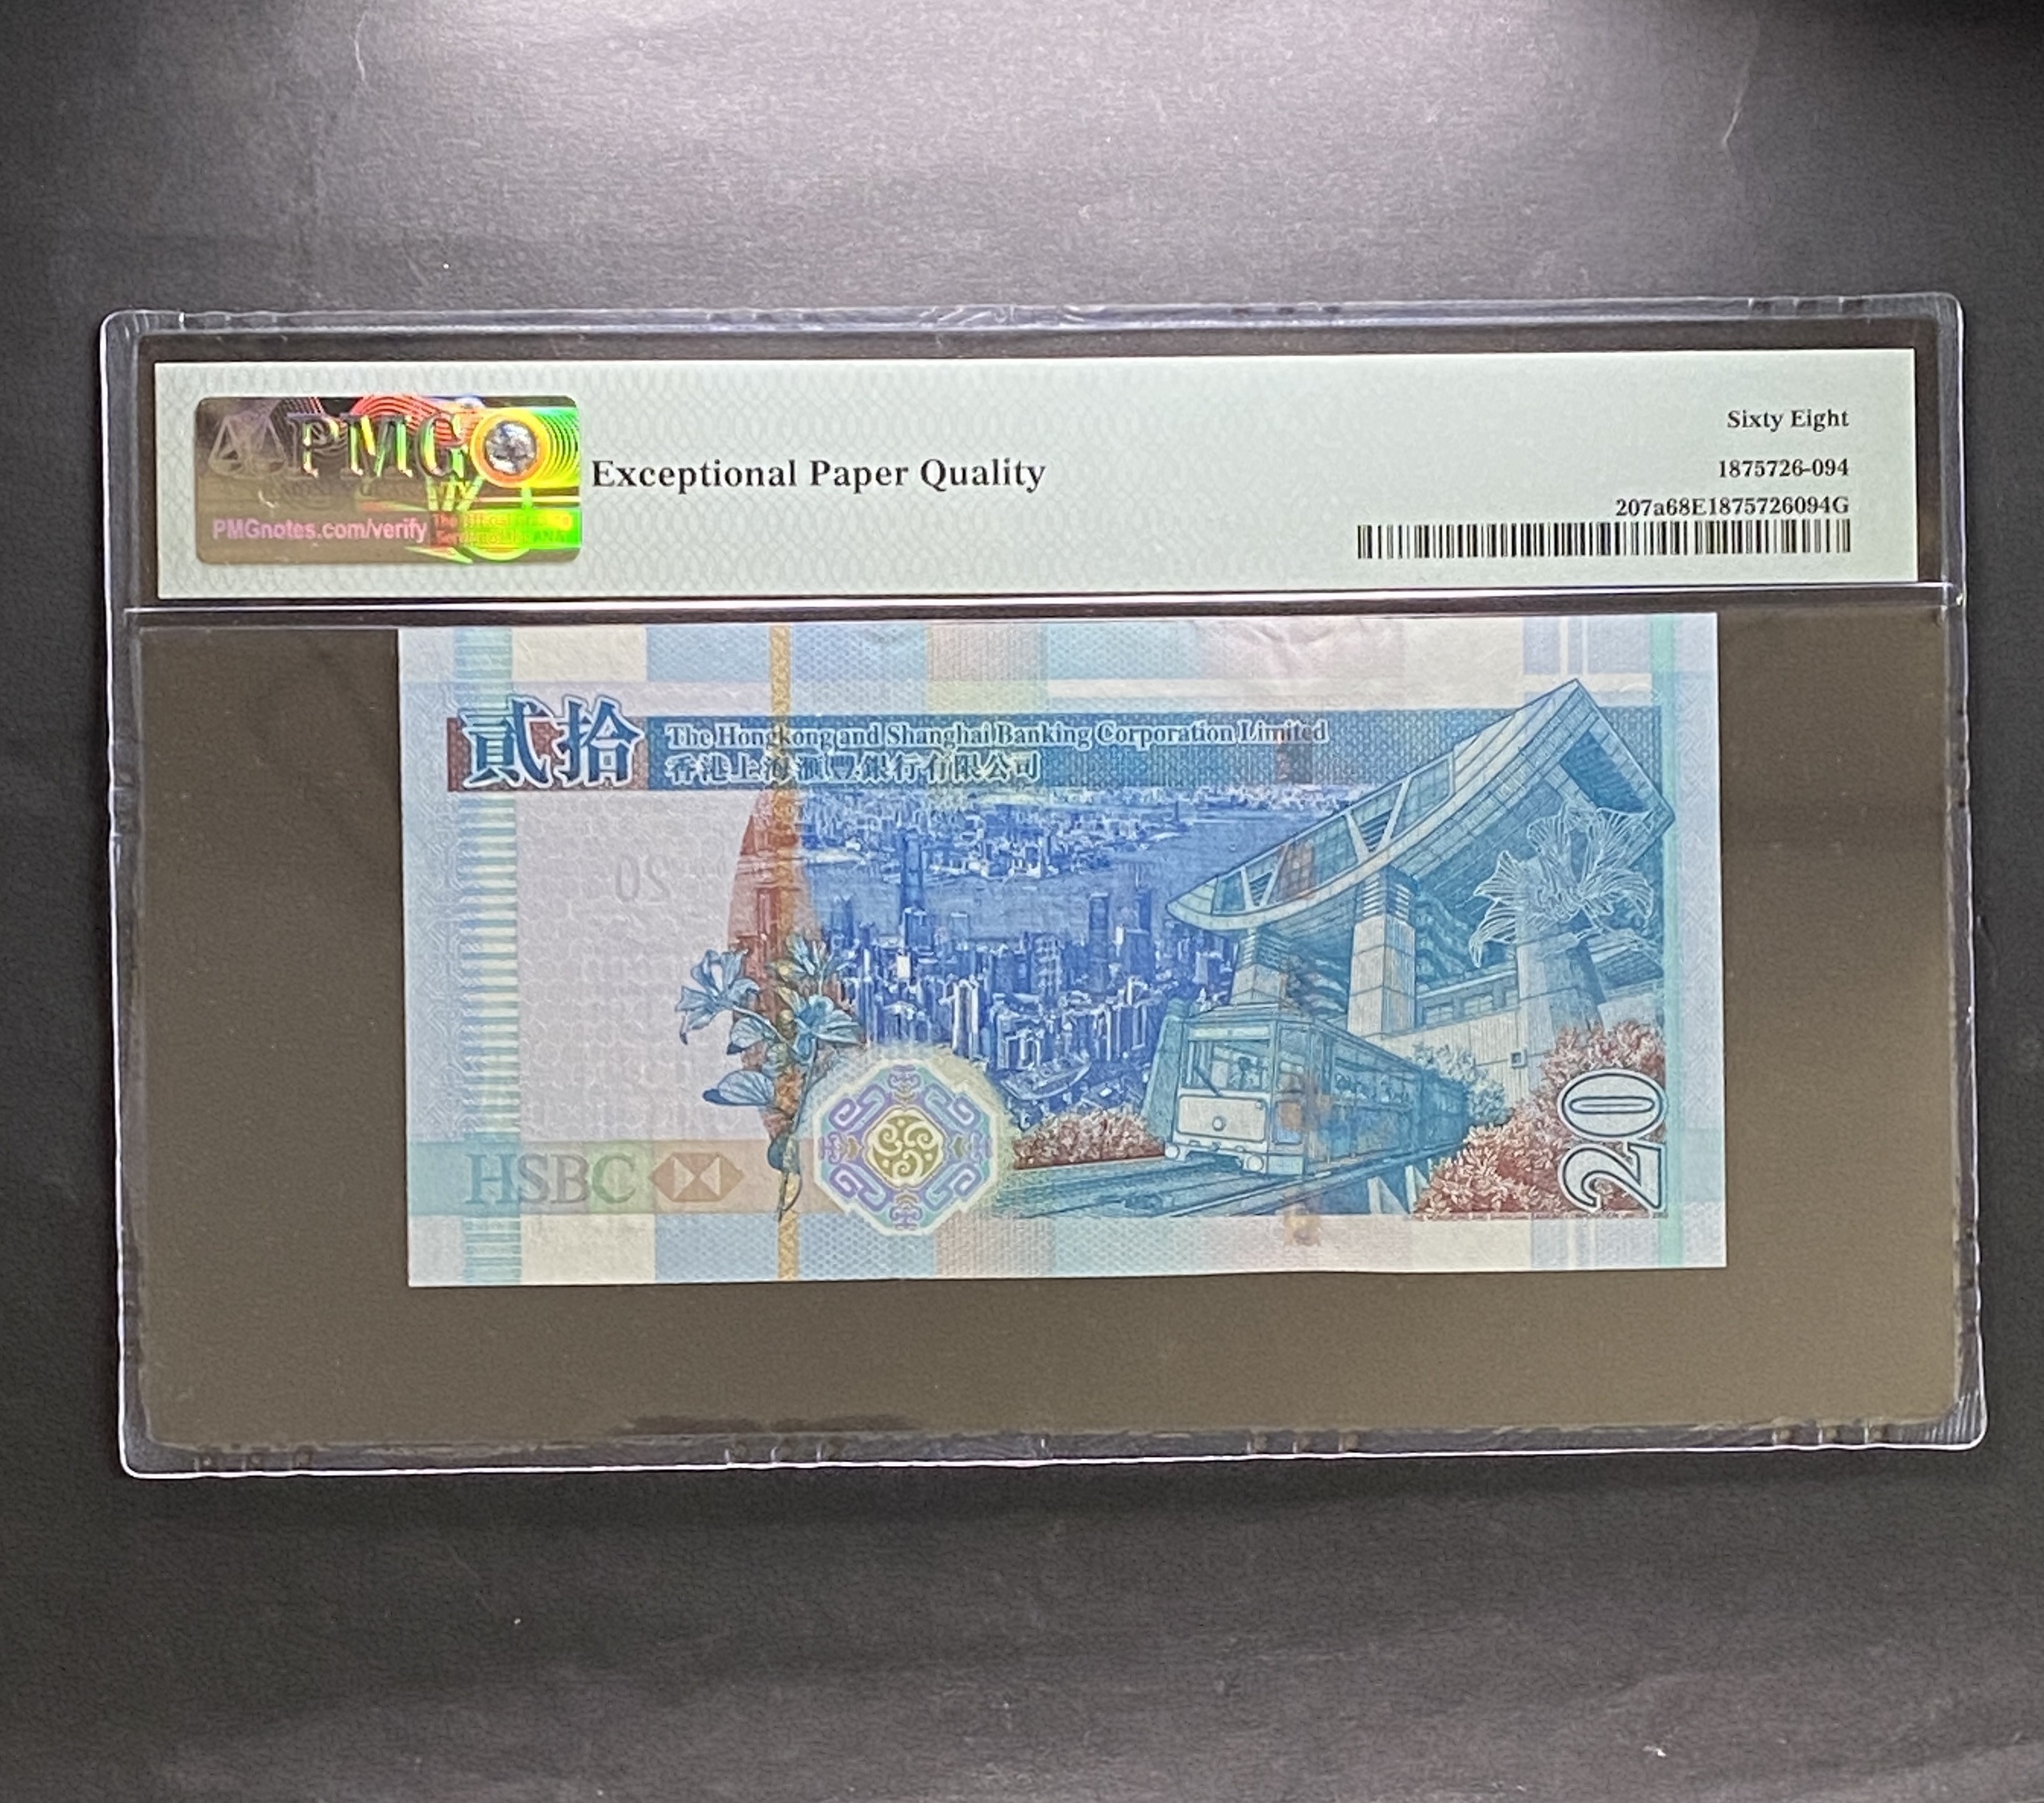 PMG
PMGnotes.com/verify
Exceptional Paper Quality
Sixty Eight
1875726-094
207a68E1875726094G
貳拾
The Hongkong and Shanghai Banking Corporation Limited
香港上海滙豐銀行有限公司
20
HSBC
20